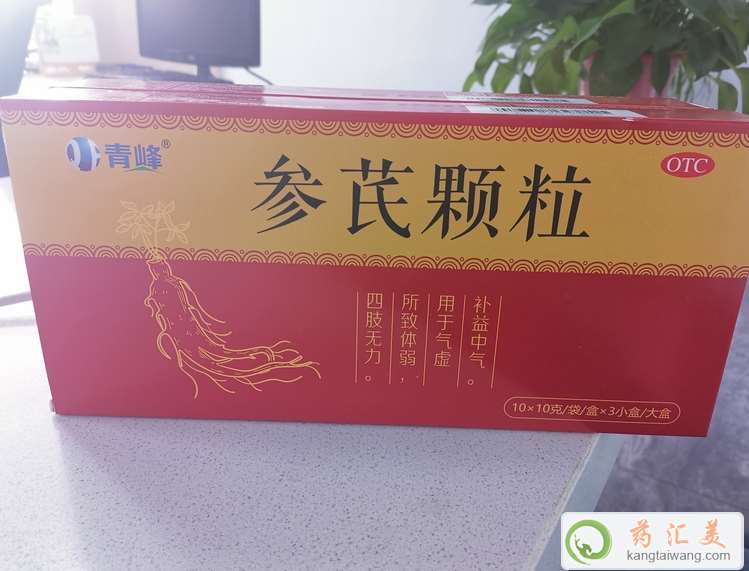 青峰®
参芪颗粒
OTC
补益中气。
用于气虚
所致体弱，
四肢无力。
10×10克/袋/盒×3小盒/大盒
药汇美
kangtaiwang.com